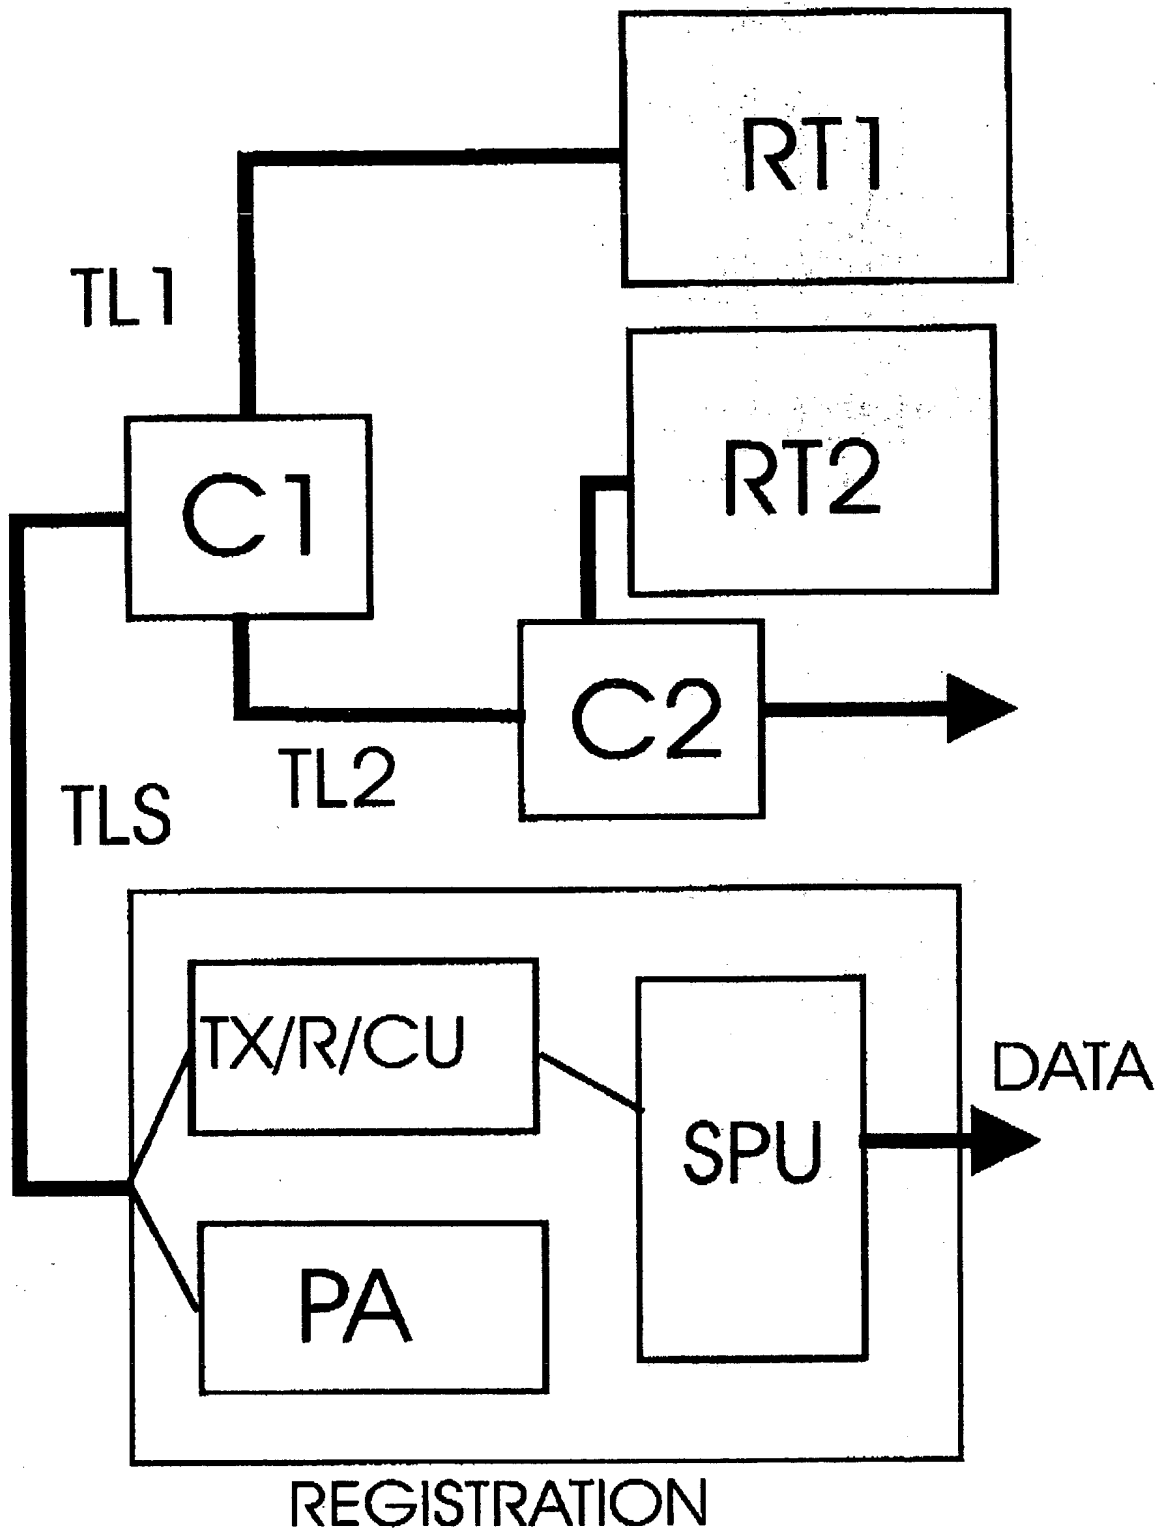 RT1
TL1
RT2
C1
C2
TL2
TLS
TX/R/CU
DATA
SPU
PA
REGISTRATION